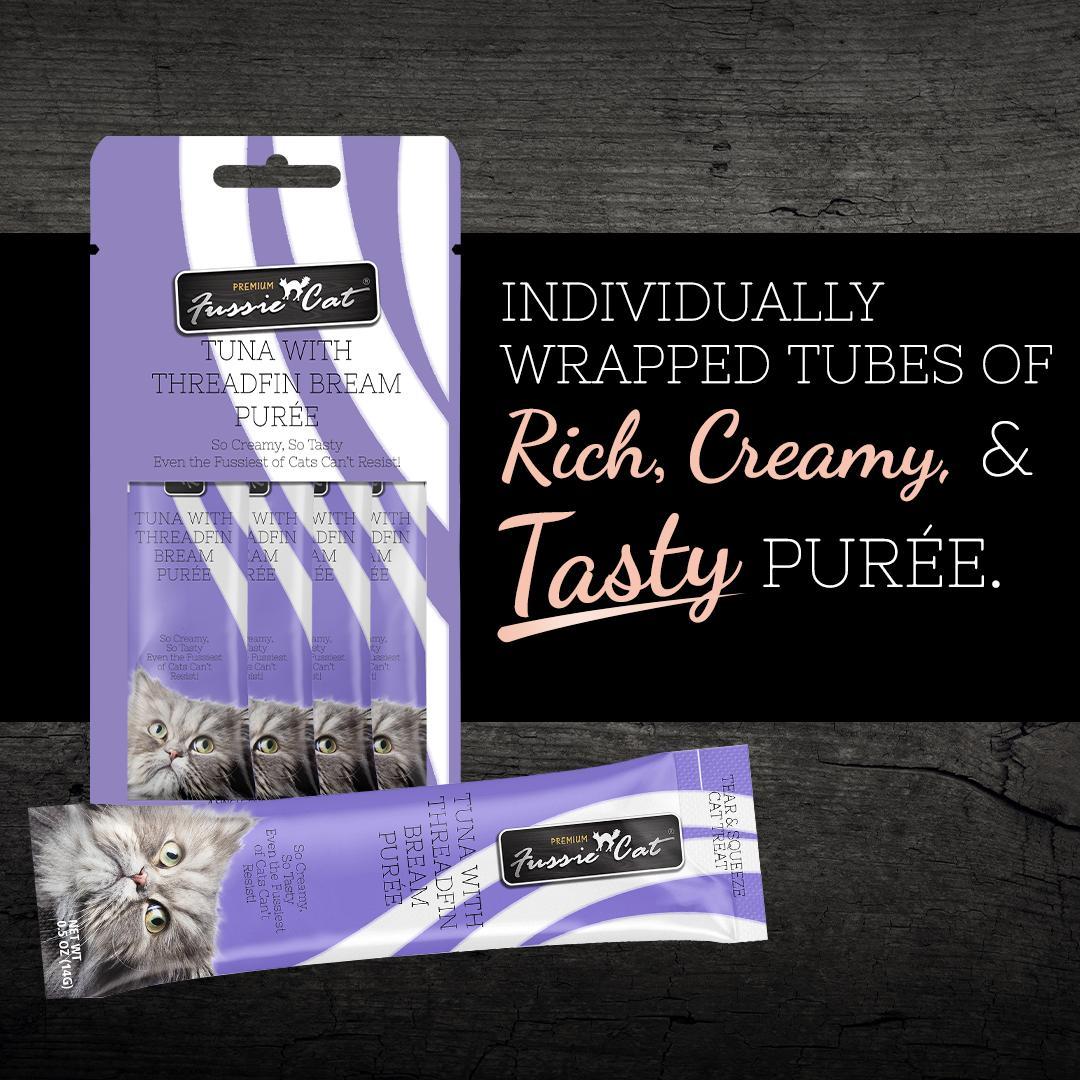 PREMIUM
Fussie Cat®
TUNA WITH
THREADFIN BREAM
PURÉE
So Creamy, So Tasty
Even the Fussiest of Cats Can't Resist!
TUNA WITH
THREADFIN
BREAM
PURÉE
So Creamy,
So Tasty
Even the Fussiest
of Cats Can't
Resist!
INDIVIDUALLY
WRAPPED TUBES OF
Rich, Creamy, &
Tasty PURÉE.
TUNA WITH
THREADFIN
BREAM
PURÉE
So Creamy,
So Tasty
Even the Fussiest
of Cats Can't
Resist!
PREMIUM
Fussie Cat®
TEAR & SQUEEZE
CAT TREAT
NET WT
0.5 OZ (14G)